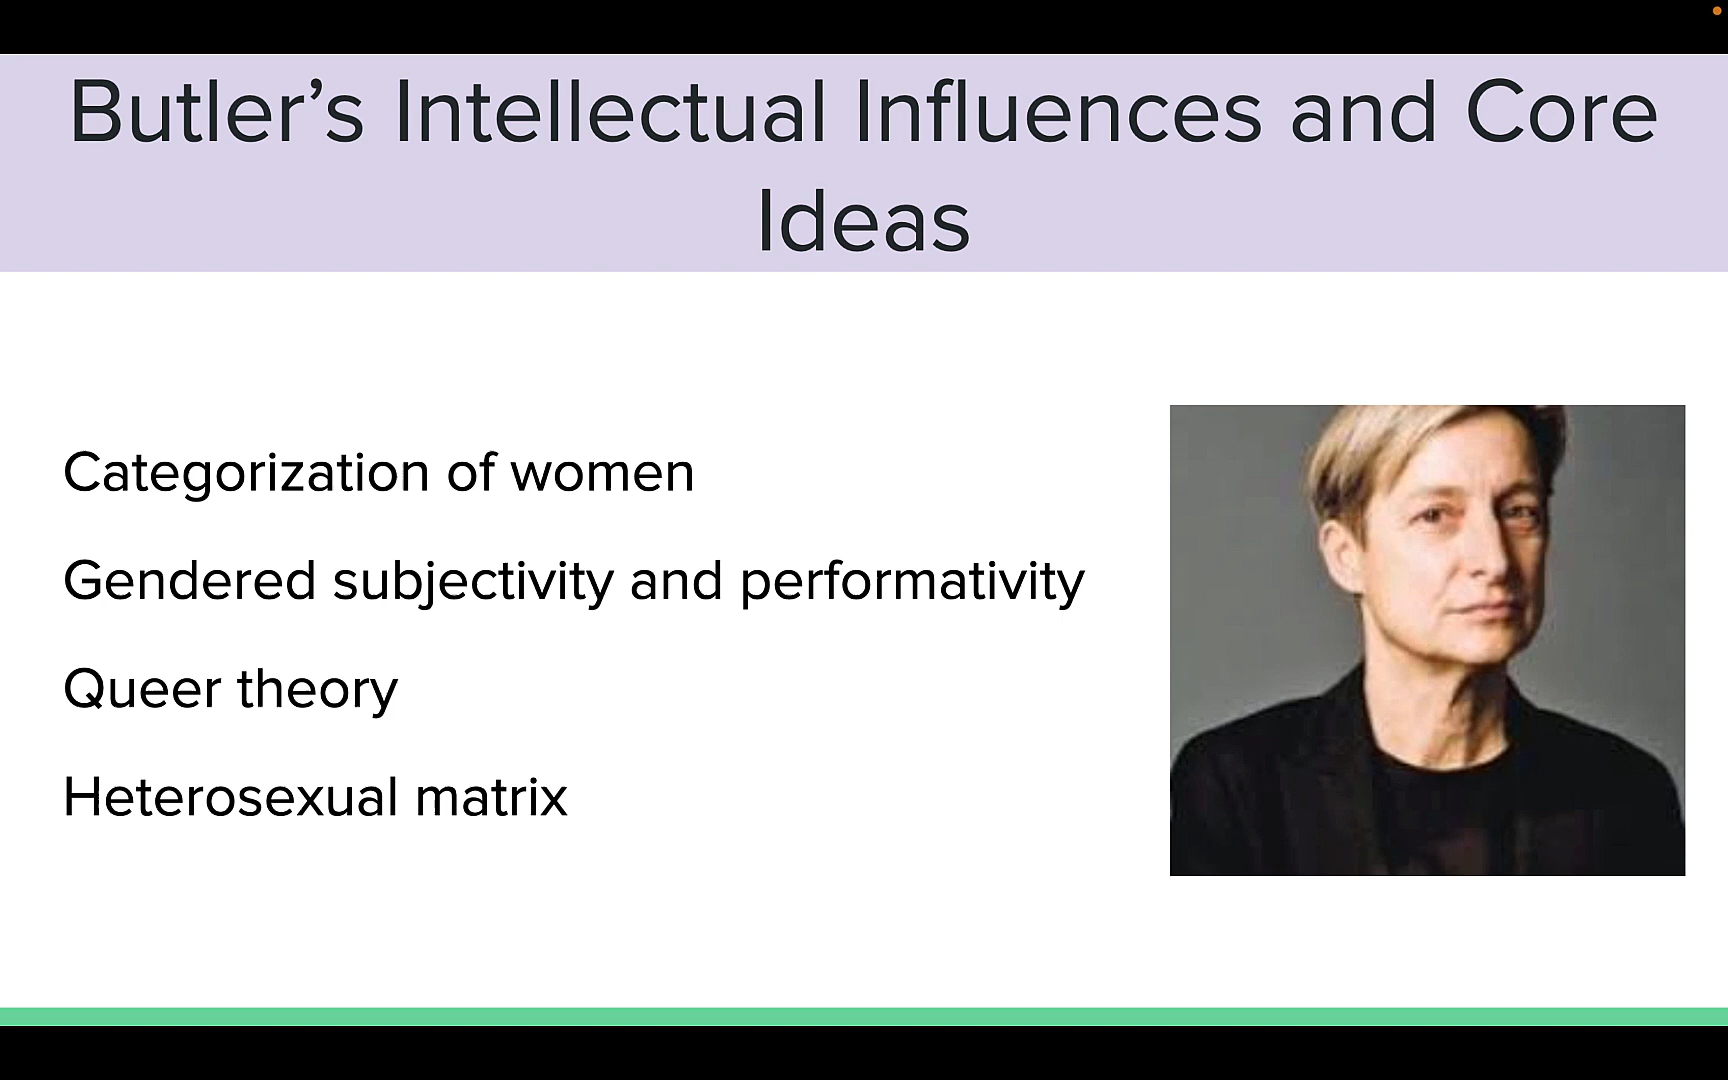 Butler’s Intellectual Influences and Core
Ideas
Categorization of women
Gendered subjectivity and performativity
Queer theory
Heterosexual matrix